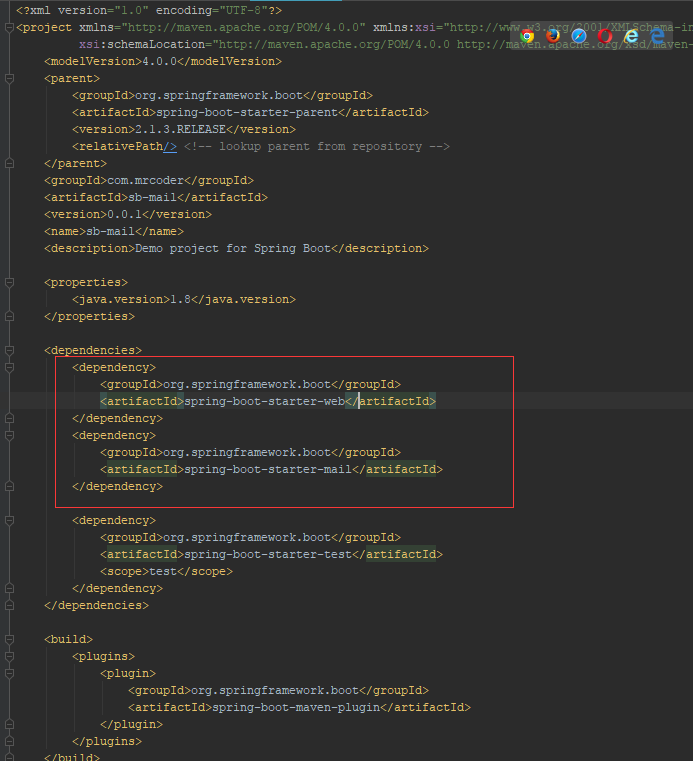 <?xml version="1.0" encoding="UTF-8"?>
<project xmlns="http://maven.apache.org/POM/4.0.0" xmlns:xsi="http://www.w3.org/2001/XMLSchema-in
xsi:schemaLocation="http://maven.apache.org/POM/4.0.0 http://maven.apache.org/xsd/maven-
<modelVersion>4.0.0</modelVersion>
<parent>
<groupId>org.springframework.boot</groupId>
<artifactId>spring-boot-starter-parent</artifactId>
<version>2.1.3.RELEASE</version>
<relativePath/> <!-- lookup parent from repository -->
</parent>
<groupId>com.mrcoder</groupId>
<artifactId>sb-mail</artifactId>
<version>0.0.1</version>
<name>sb-mail</name>
<description>Demo project for Spring Boot</description>
<properties>
<java.version>1.8</java.version>
</properties>
<dependencies>
<dependency>
<groupId>org.springframework.boot</groupId>
<artifactId>spring-boot-starter-web</artifactId>
</dependency>
<dependency>
<groupId>org.springframework.boot</groupId>
<artifactId>spring-boot-starter-mail</artifactId>
</dependency>
<dependency>
<groupId>org.springframework.boot</groupId>
<artifactId>spring-boot-starter-test</artifactId>
<scope>test</scope>
</dependency>
</dependencies>
<build>
<plugins>
<plugin>
<groupId>org.springframework.boot</groupId>
<artifactId>spring-boot-maven-plugin</artifactId>
</plugin>
</plugins>
</build>